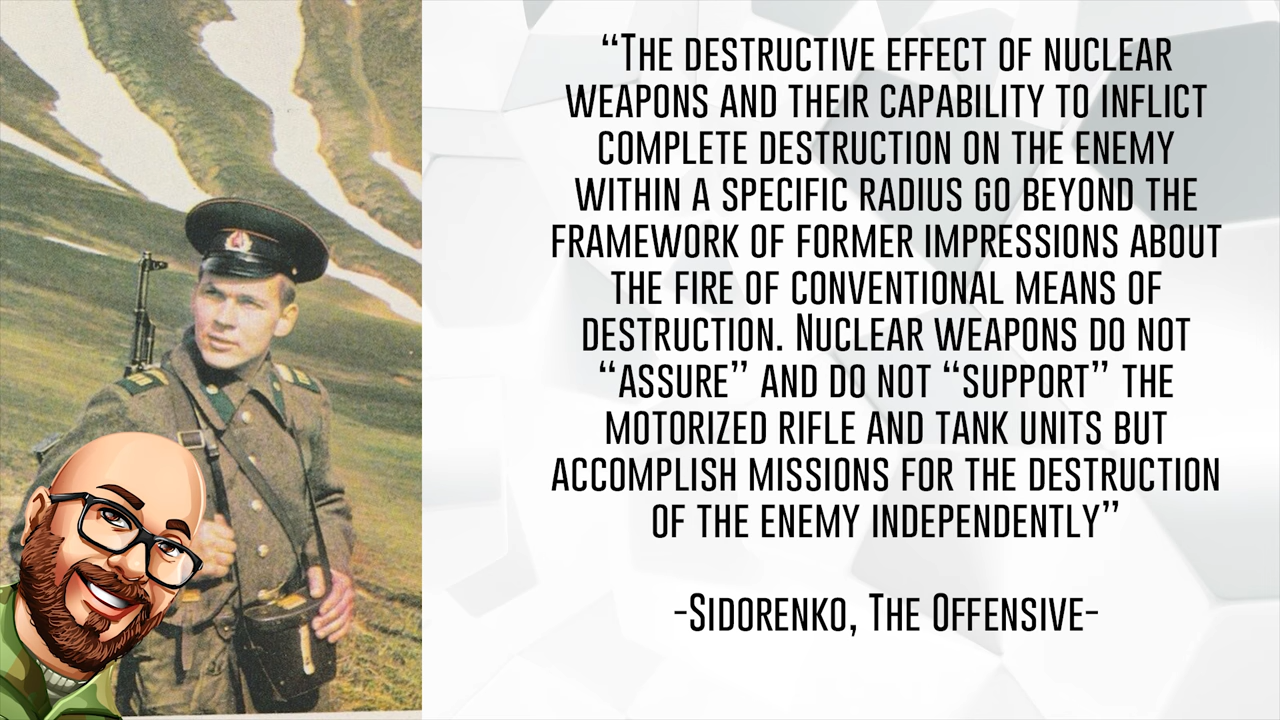 “The destructive effect of nuclear
weapons and their capability to inflict
complete destruction on the enemy
within a specific radius go beyond the
framework of former impressions about
the fire of conventional means of
destruction. Nuclear weapons do not
“assure” and do not “support” the
motorized rifle and tank units but
accomplish missions for the destruction
of the enemy independently”
-Sidorenko, The Offensive-